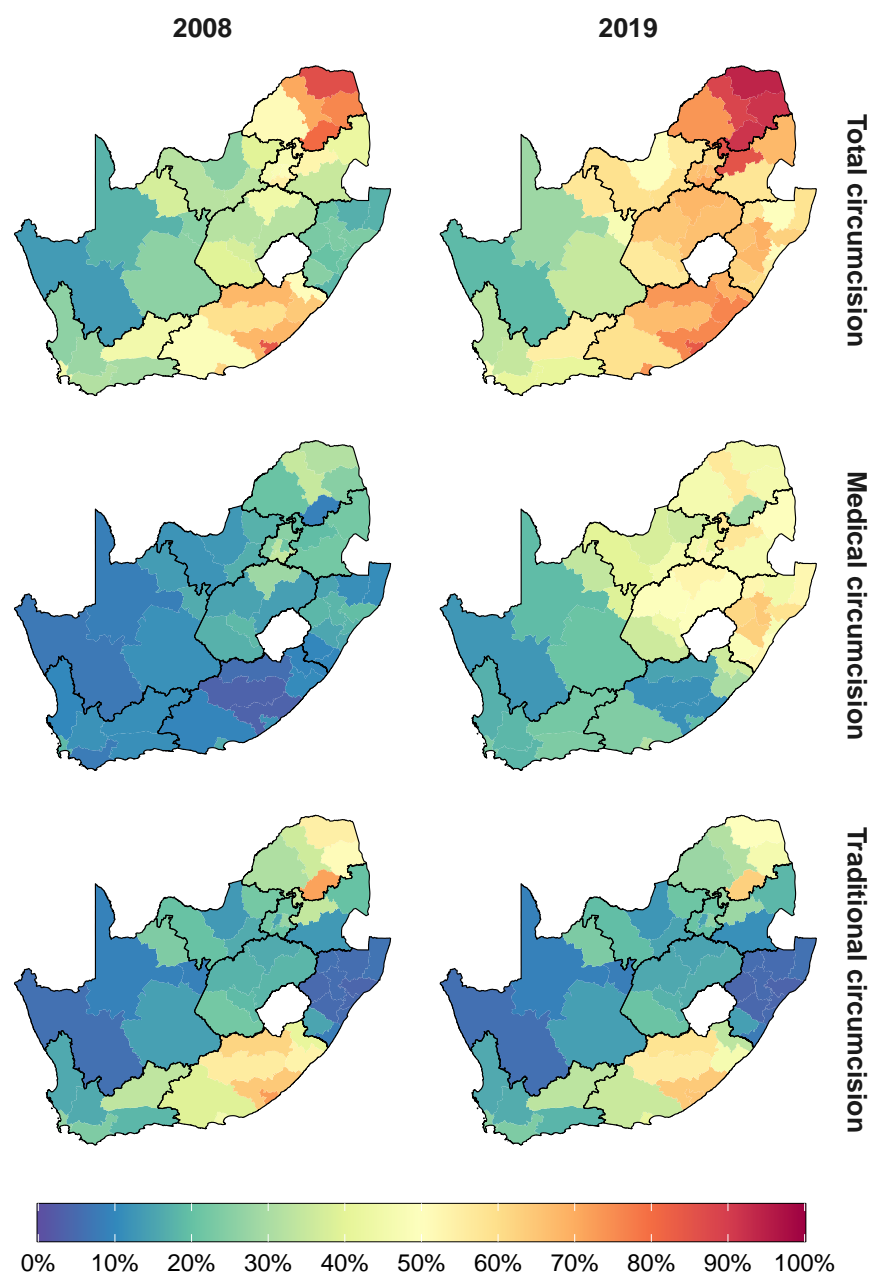 2008 2019
Total circumcision
Medical circumcision
Traditional circumcision
0% 10% 20% 30% 40% 50% 60% 70% 80% 90% 100%